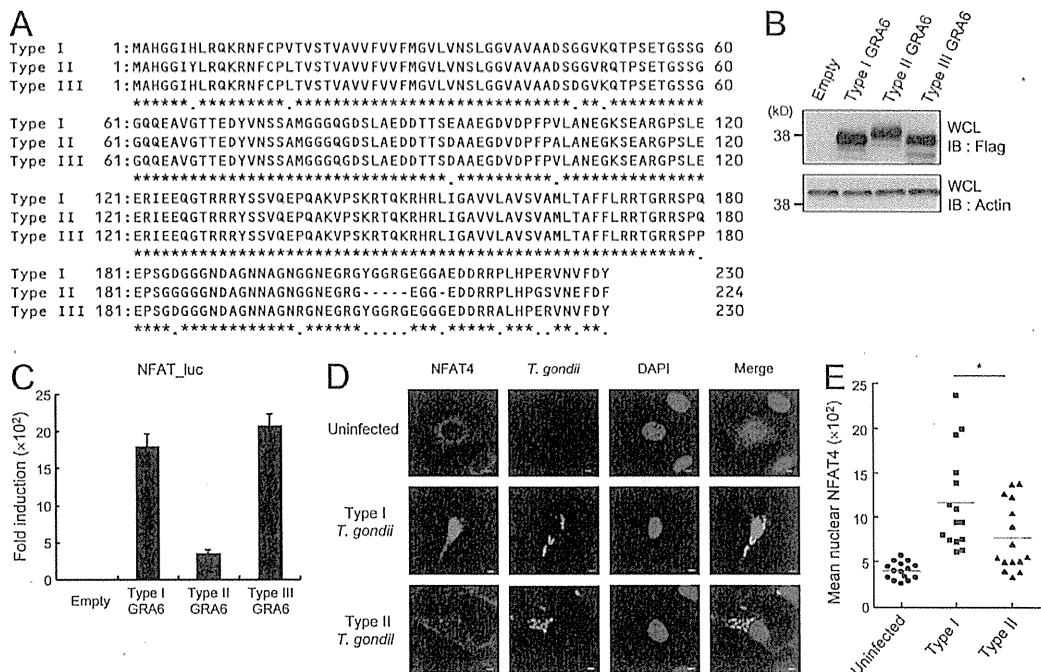 A
Type I 1:MAHGGIHLRQKRNFCPVTVSTVAVVFVVFMGVLVNSLGGVAVAADSGGVKQTPSETGSSG 60
Type II 1:MAHGGIYLRQKRNFCPLTVSTVAVVFVVFMGVLVNSLGGVAVAADSGGVRQTPSETGSSG 60
Type III 1:MAHGGIHLRQKRNFCPLTVSTVAVVFVVFMGVLVNSLGGVAVAADSDGVKQTPSETGSSG 60
******.*********.*****************************.**.**********
Type I 61:GQQEAVGTTEDYVNSSAMGGGQGDSLAEDDTTSEAAEGDVDPFPVLANEGKSEARGPSLE 120
Type II 61:GQQEAVGTTEDYVNSSAMGGGQGDSLAEDDTTSDAAEGDVDPFPALANEGKSEARGPSLE 120
Type III 61:GQQEAVGTTEDYVNSSAMGGGQGDSLAEDDTTSDAAEGDVDPFPVLANEGKSEARGPSLE 120
*********************************.**********.***************
Type I 121:ERIEEQGTRRRYSSVQEPQAKVPSKRTQKRHRLIGAVVLAVSVAMLTAFFLRRTGRRSPQ 180
Type II 121:ERIEEQGTRRRYSSVQEPQAKVPSKRTQKRHRLIGAVVLAVSVAMLTAFFLRRTGRRSPQ 180
Type III 121:ERIEEQGTRRRYSSVQEPQAKVPSKRTQKRHRLIGAVVLAVSVAMLTAFFLRRTGRRSPP 180
***********************************************************.
Type I 181:EPSGDGGGNDAGNNAGNGGNEGRGYGGRGEGGAEDDRRPLHPERVNVFDY 230
Type II 181:EPSGGGGGNDAGNNAGNGGNEGRG-----EGG-EDDRRPLHPGSVNEFDF 224
Type III 181:EPSGDGGGNDAGNNAGNRGNEGRGYGGRGEGGGEDDRRALHPERVNVFDY 230
****.************.******.....***.*****.***..**.**.
B
Empty
Type I GRA6
Type II GRA6
Type III GRA6
(kD)
38
WCL
IB : Flag
38
WCL
IB : Actin
C
NFAT_luc
Fold induction (×10²)
25
20
15
10
5
0
Empty
Type I GRA6
Type II GRA6
Type III GRA6
D
NFAT4 T. gondii DAPI Merge
Uninfected
Type I
T. gondii
Type II
T. gondii
E
Mean nuclear NFAT4 (×10²)
25
20
15
10
5
0
*
Uninfected
Type I
Type II